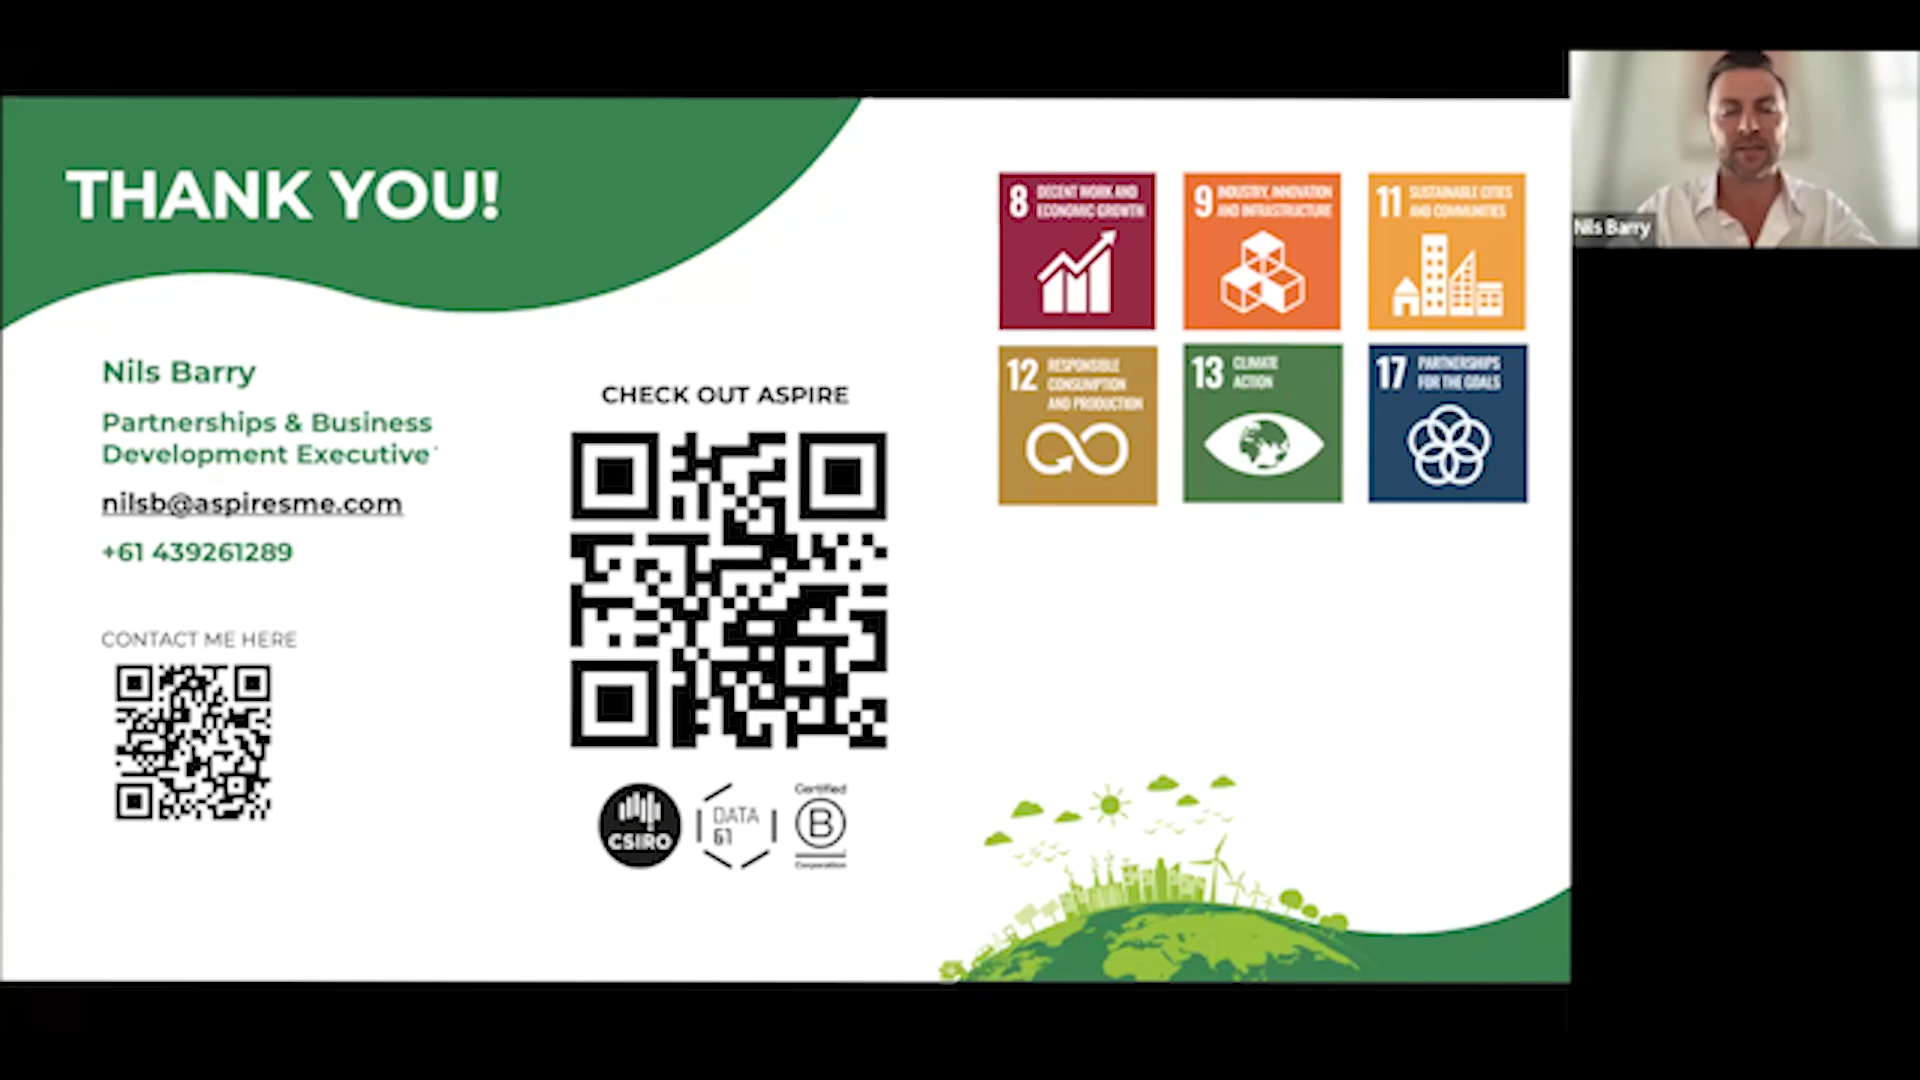 THANK YOU!
Nils Barry
Partnerships & Business
Development Executive
nilsb@aspiresme.com
+61 439261289
CONTACT ME HERE
CHECK OUT ASPIRE
CSIRO
DATA
61
Certified
B
Corporation
8 DECENT WORK AND
ECONOMIC GROWTH
9 INDUSTRY, INNOVATION
AND INFRASTRUCTURE
11 SUSTAINABLE CITIES
AND COMMUNITIES
12 RESPONSIBLE
CONSUMPTION
AND PRODUCTION
13 CLIMATE
ACTION
17 PARTNERSHIPS
FOR THE GOALS
Nils Barry